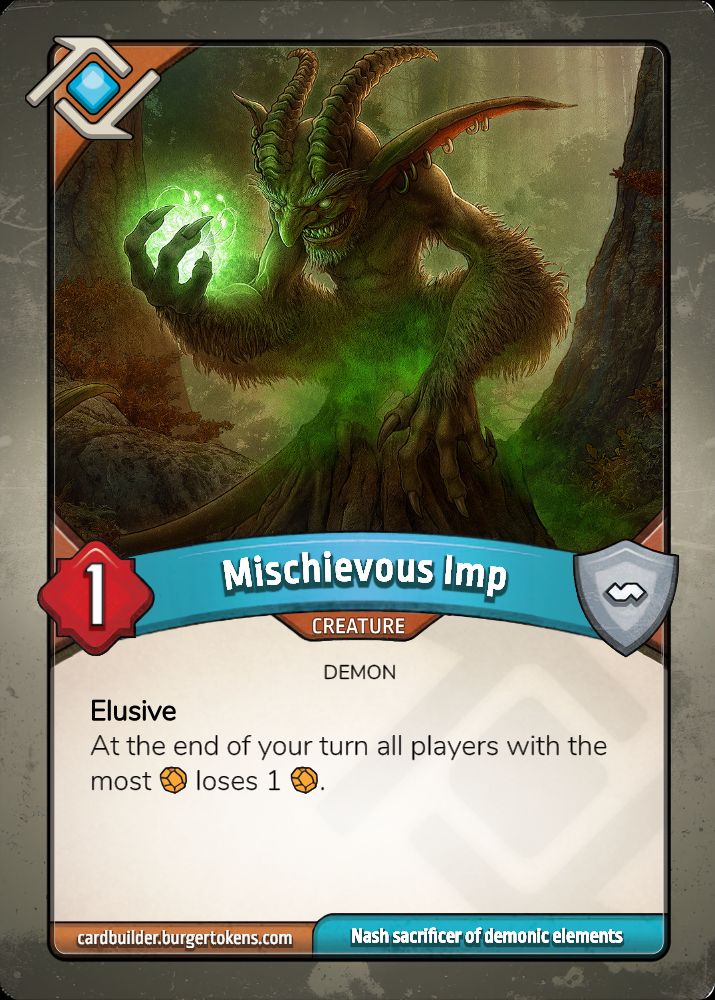 1
Mischievous Imp
CREATURE
DEMON
Elusive
At the end of your turn all players with the
most loses 1 .
cardbuilder.burgertokens.com
Nash sacrificer of demonic elements